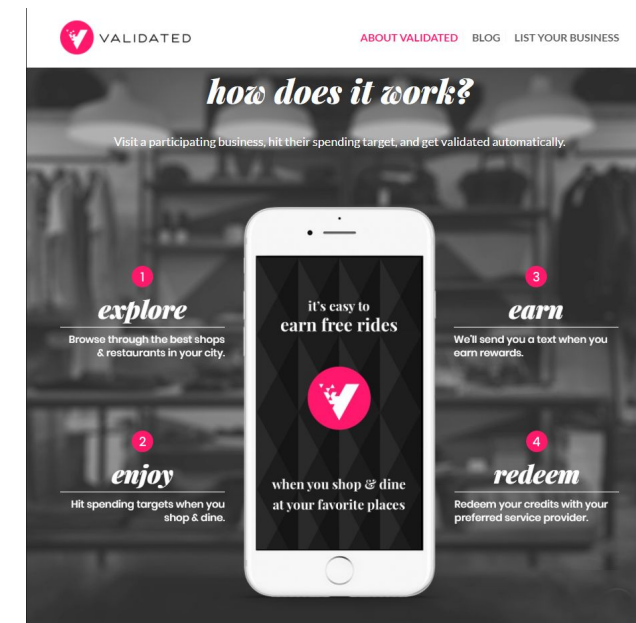 VALIDATED
ABOUT VALIDATED BLOG LIST YOUR BUSINESS
how does it work?
Visit a participating business, hit their spending target, and get validated automatically.
1
explore
Browse through the best shops
& restaurants in your city.
2
enjoy
Hit spending targets when you
shop & dine.
it's easy to
earn free rides
when you shop & dine
at your favorite places
3
earn
We'll send you a text when you
earn rewards.
4
redeem
Redeem your credits with your
preferred service provider.